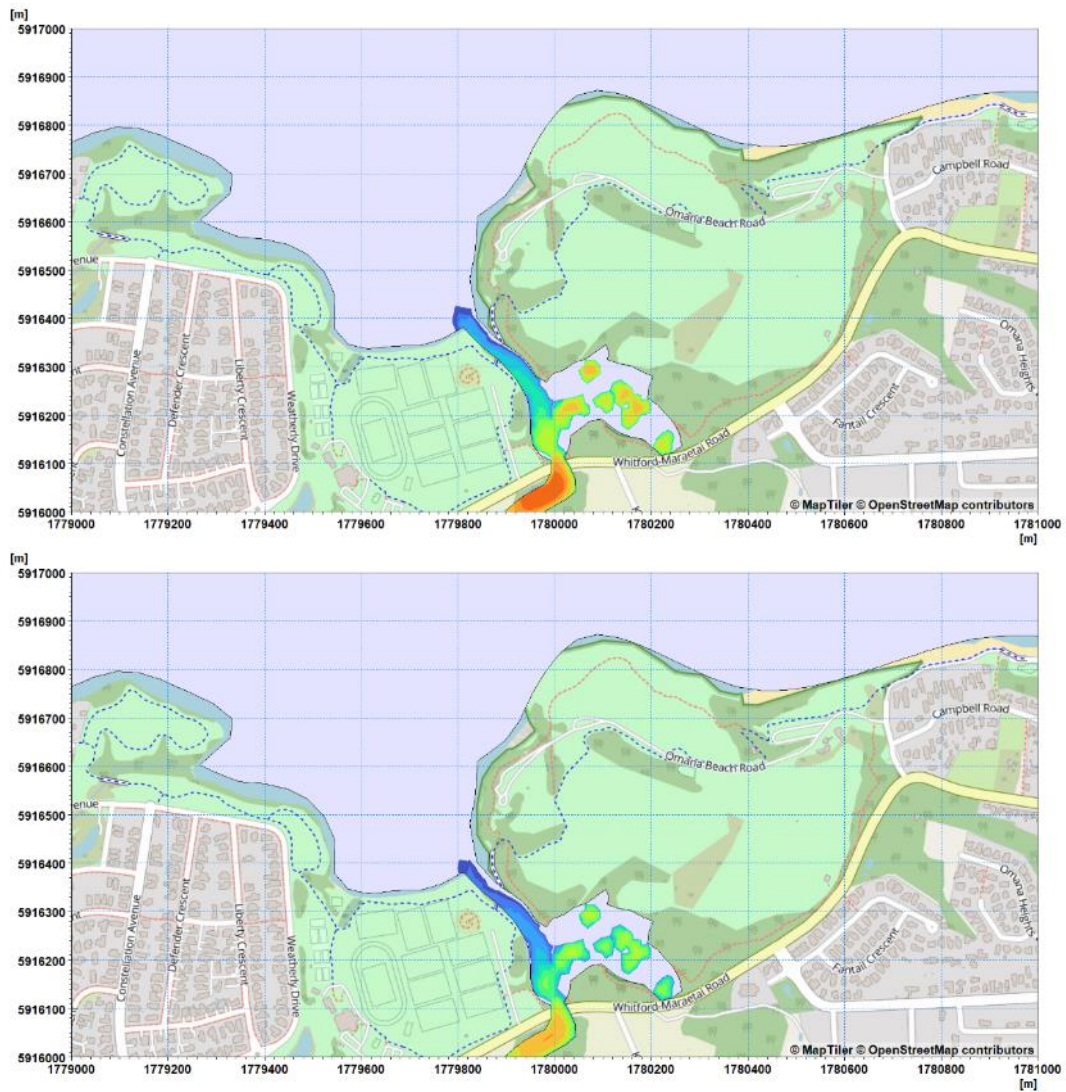 [m]
5917000
5916900
5916800
5916700
5916600
5916500
5916400
5916300
5916200
5916100
5916000
Campbell Road
Omana Beach Road
enue
Constellation Avenue
Defender Crescent
Liberty Crescent
Weatherly Drive
Omana Heights
Fantail Crescent
Whitford-Maraetai Road
© MapTiler © OpenStreetMap contributors
1779000 1779200 1779400 1779600 1779800 1780000 1780200 1780400 1780600 1780800 1781000
[m]
[m]
5917000
5916900
5916800
5916700
5916600
5916500
5916400
5916300
5916200
5916100
5916000
Campbell Road
Omana Beach Road
enue
Constellation Avenue
Defender Crescent
Liberty Crescent
Weatherly Drive
Omana Heights
Fantail Crescent
Whitford-Maraetai Road
© MapTiler © OpenStreetMap contributors
1779000 1779200 1779400 1779600 1779800 1780000 1780200 1780400 1780600 1780800 1781000
[m]